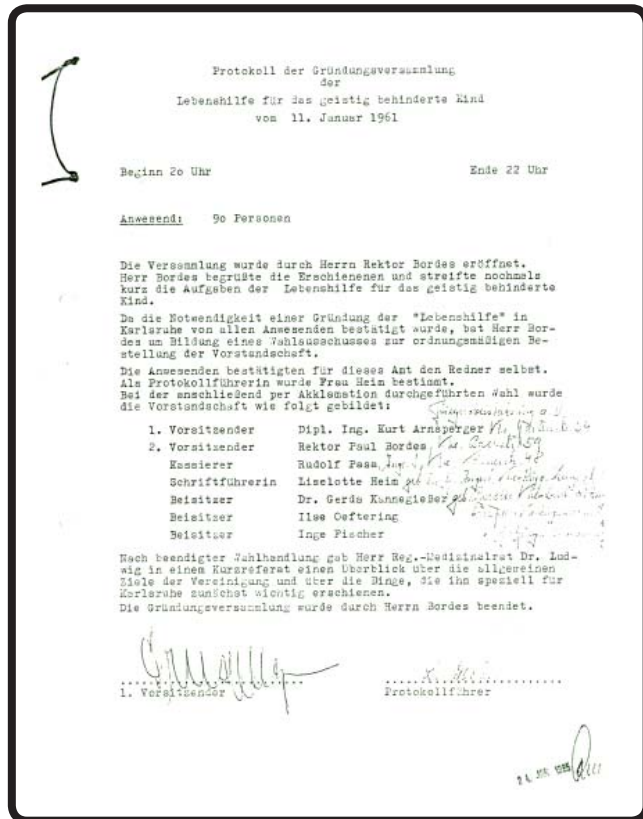 Protokoll der Gründungsversammlung
der
Lebenshilfe für das geistig behinderte Kind
vom 11. Januar 1961
Beginn 2o Uhr Ende 22 Uhr
Anwesend: 9o Personen
Die Versammlung wurde durch Herrn Rektor Bordes eröffnet.
Herr Bordes begrüßte die Erschienenen und streifte nochmals
kurz die Aufgaben der Lebenshilfe für das geistig behinderte
Kind.
Da die Notwendigkeit einer Gründung der "Lebenshilfe" in
Karlsruhe von allen Anwesenden bestätigt wurde, bat Herr Bor-
des um Bildung eines Wahlausschusses zur ordnungsmäßigen Be-
stellung der Vorstandschaft.
Die Anwesenden bestätigten für dieses Amt den Redner selbst.
Als Protokollführerin wurde Frau Heim bestimmt.
Bei der anschließend per Akklamation durchgeführten Wahl wurde
die Vorstandschaft wie folgt gebildet:
1. Vorsitzender Dipl. Ing. Kurt Arnsperger
2. Vorsitzender Rektor Paul Bordes
Kassierer Rudolf
Schriftführerin Liselotte Heim
Beisitzer Dr. Gerda Kannegießer
Beisitzer Ilse Oeftering
Beisitzer Inge Fischer
Nach beendigter Wahlhandlung gab Herr Reg.-Medizinalrat Dr. Lud-
wig in einem Kurzreferat einen Überblick über die allgemeinen
Ziele der Vereinigung und über die Dinge, die ihm speziell für
Karlsruhe zunächst wichtig erschienen.
Die Gründungsversammlung wurde durch Herrn Bordes beendet.
1. Vorsitzender Protokollführer